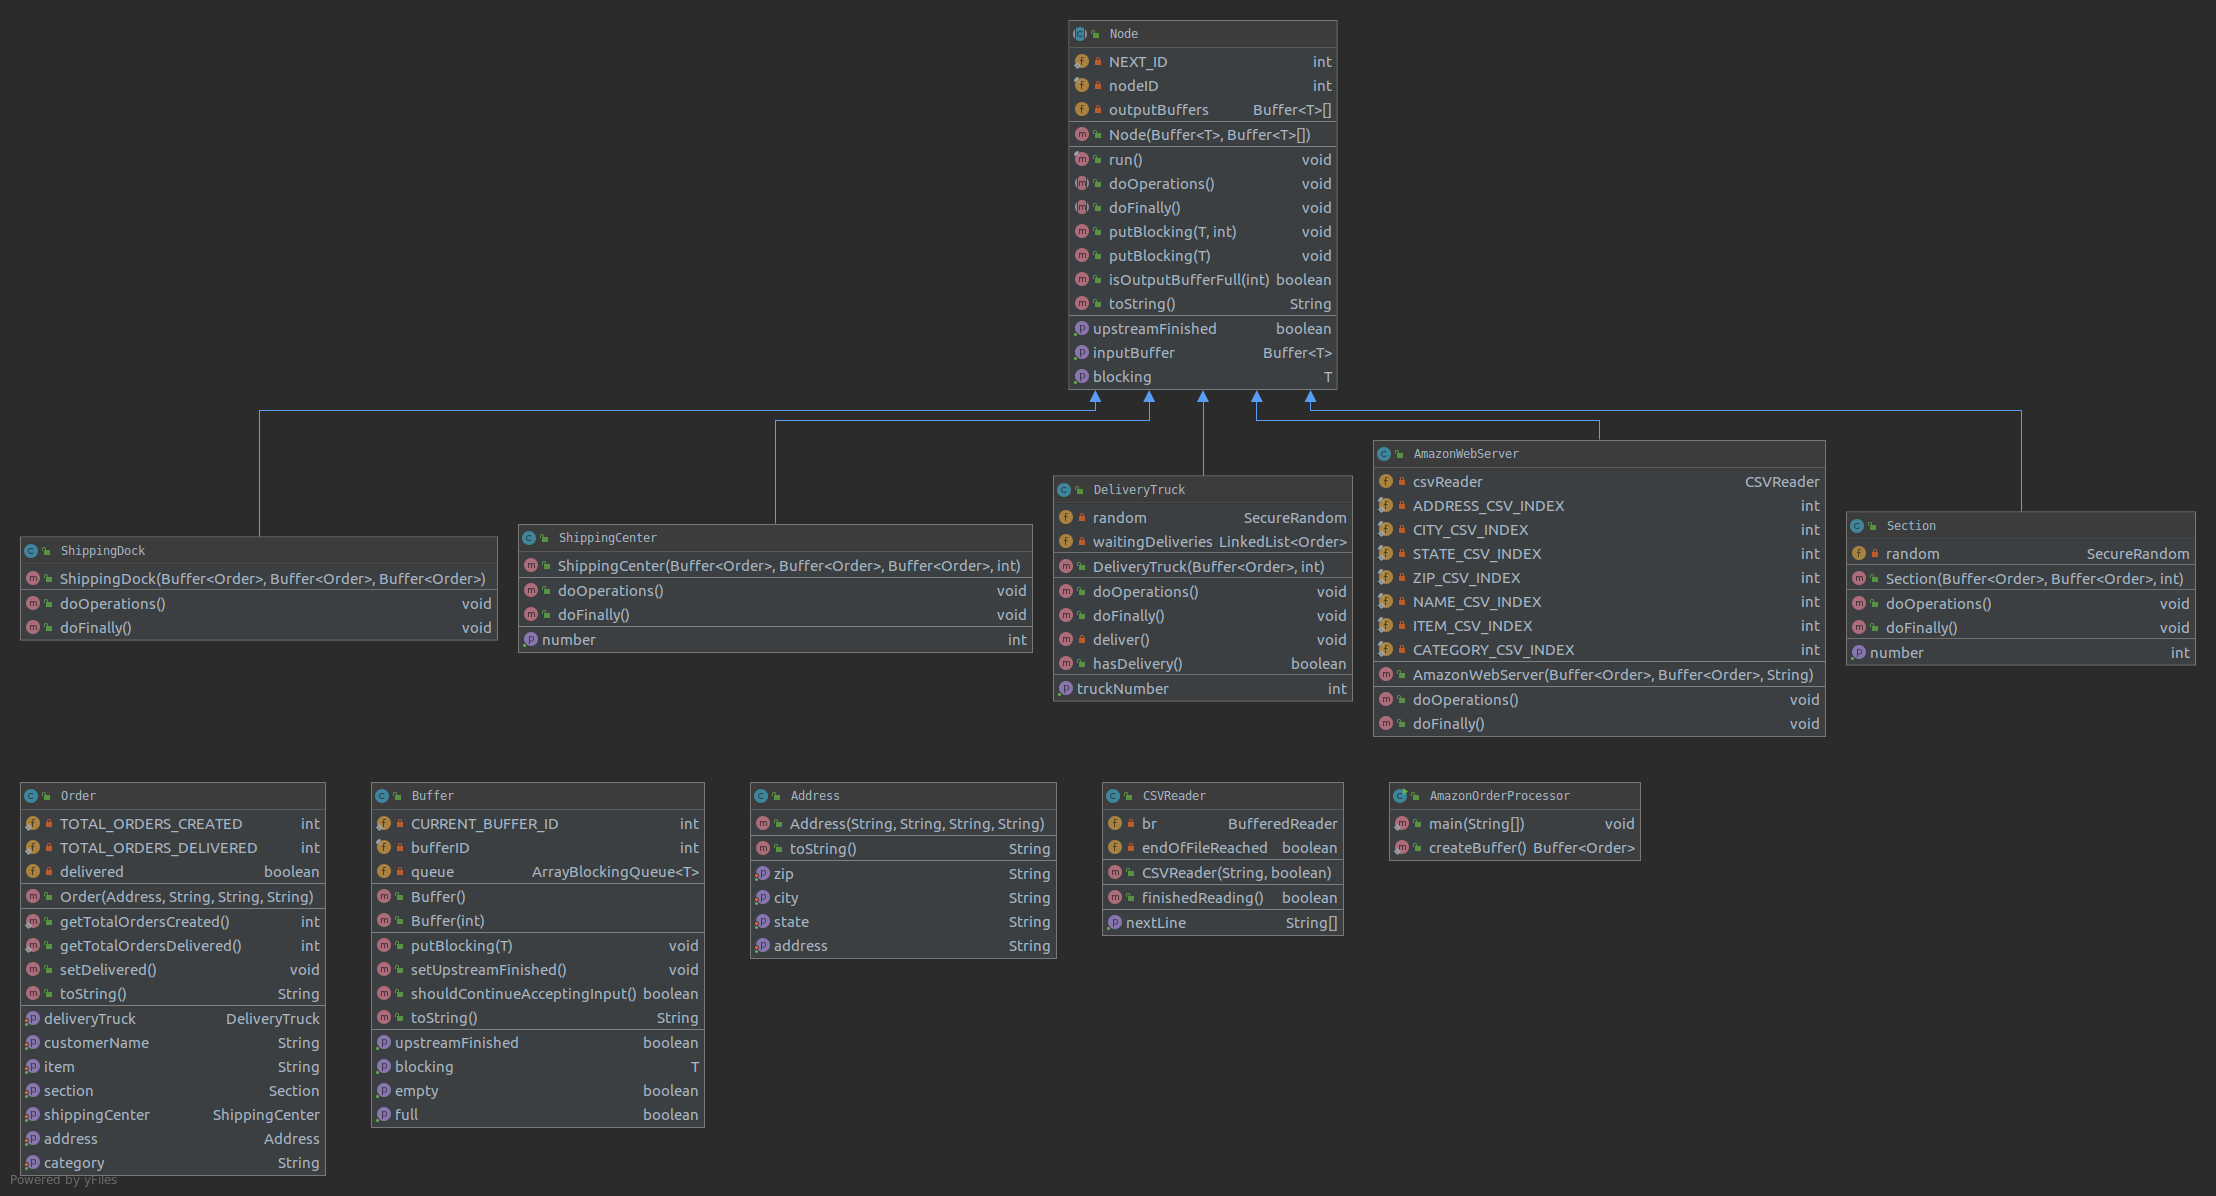 Node
NEXT_ID int
nodeID int
outputBuffers Buffer<T>[]
Node(Buffer<T>, Buffer<T>[])
run() void
doOperations() void
doFinally() void
putBlocking(T, int) void
putBlocking(T) void
isOutputBufferFull(int) boolean
toString() String
upstreamFinished boolean
inputBuffer Buffer<T>
blocking T
ShippingDock
ShippingDock(Buffer<Order>, Buffer<Order>, Buffer<Order>)
doOperations() void
doFinally() void
ShippingCenter
ShippingCenter(Buffer<Order>, Buffer<Order>, Buffer<Order>, int)
doOperations() void
doFinally() void
number int
DeliveryTruck
random SecureRandom
waitingDeliveries LinkedList<Order>
DeliveryTruck(Buffer<Order>, int)
doOperations() void
doFinally() void
deliver() void
hasDelivery() boolean
truckNumber int
AmazonWebServer
csvReader CSVReader
ADDRESS_CSV_INDEX int
CITY_CSV_INDEX int
STATE_CSV_INDEX int
ZIP_CSV_INDEX int
NAME_CSV_INDEX int
ITEM_CSV_INDEX int
CATEGORY_CSV_INDEX int
AmazonWebServer(Buffer<Order>, Buffer<Order>, String)
doOperations() void
doFinally() void
Section
random SecureRandom
Section(Buffer<Order>, Buffer<Order>, int)
doOperations() void
doFinally() void
number int
Order
TOTAL_ORDERS_CREATED int
TOTAL_ORDERS_DELIVERED int
delivered boolean
Order(Address, String, String, String)
getTotalOrdersCreated() int
getTotalOrdersDelivered() int
setDelivered() void
toString() String
deliveryTruck DeliveryTruck
customerName String
item String
section Section
shippingCenter ShippingCenter
address Address
category String
Buffer
CURRENT_BUFFER_ID int
bufferID int
queue ArrayBlockingQueue<T>
Buffer()
Buffer(int)
putBlocking(T) void
setUpstreamFinished() void
shouldContinueAcceptingInput() boolean
toString() String
upstreamFinished boolean
blocking T
empty boolean
full boolean
Address
Address(String, String, String, String)
toString() String
zip String
city String
state String
address String
CSVReader
br BufferedReader
endOfFileReached boolean
CSVReader(String, boolean)
finishedReading() boolean
nextLine String[]
AmazonOrderProcessor
main(String[]) void
createBuffer() Buffer<Order>
Powered by yFiles